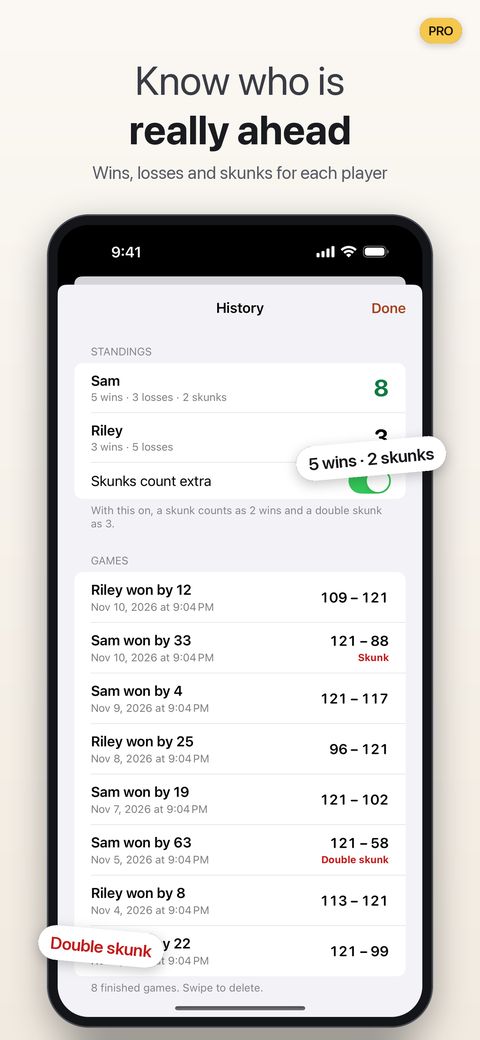 PRO
Know who is
really ahead
Wins, losses and skunks for each player
9:41
History
Done
STANDINGS
Sam
8
5 wins · 3 losses · 2 skunks
Riley
3
3 wins · 5 losses
5 wins · 2 skunks
Skunks count extra
With this on, a skunk counts as 2 wins and a double skunk
as 3.
GAMES
Riley won by 12
109 – 121
Nov 10, 2026 at 9:04 PM
Sam won by 33
121 – 88
Nov 10, 2026 at 9:04 PM
Skunk
Sam won by 4
121 – 117
Nov 9, 2026 at 9:04 PM
Riley won by 25
96 – 121
Nov 8, 2026 at 9:04 PM
Sam won by 19
121 – 102
Nov 7, 2026 at 9:04 PM
Sam won by 63
121 – 58
Nov 5, 2026 at 9:04 PM
Double skunk
Riley won by 8
113 – 121
Nov 4, 2026 at 9:04 PM
Double skunk
by 22
121 – 99
9:04 PM
8 finished games. Swipe to delete.